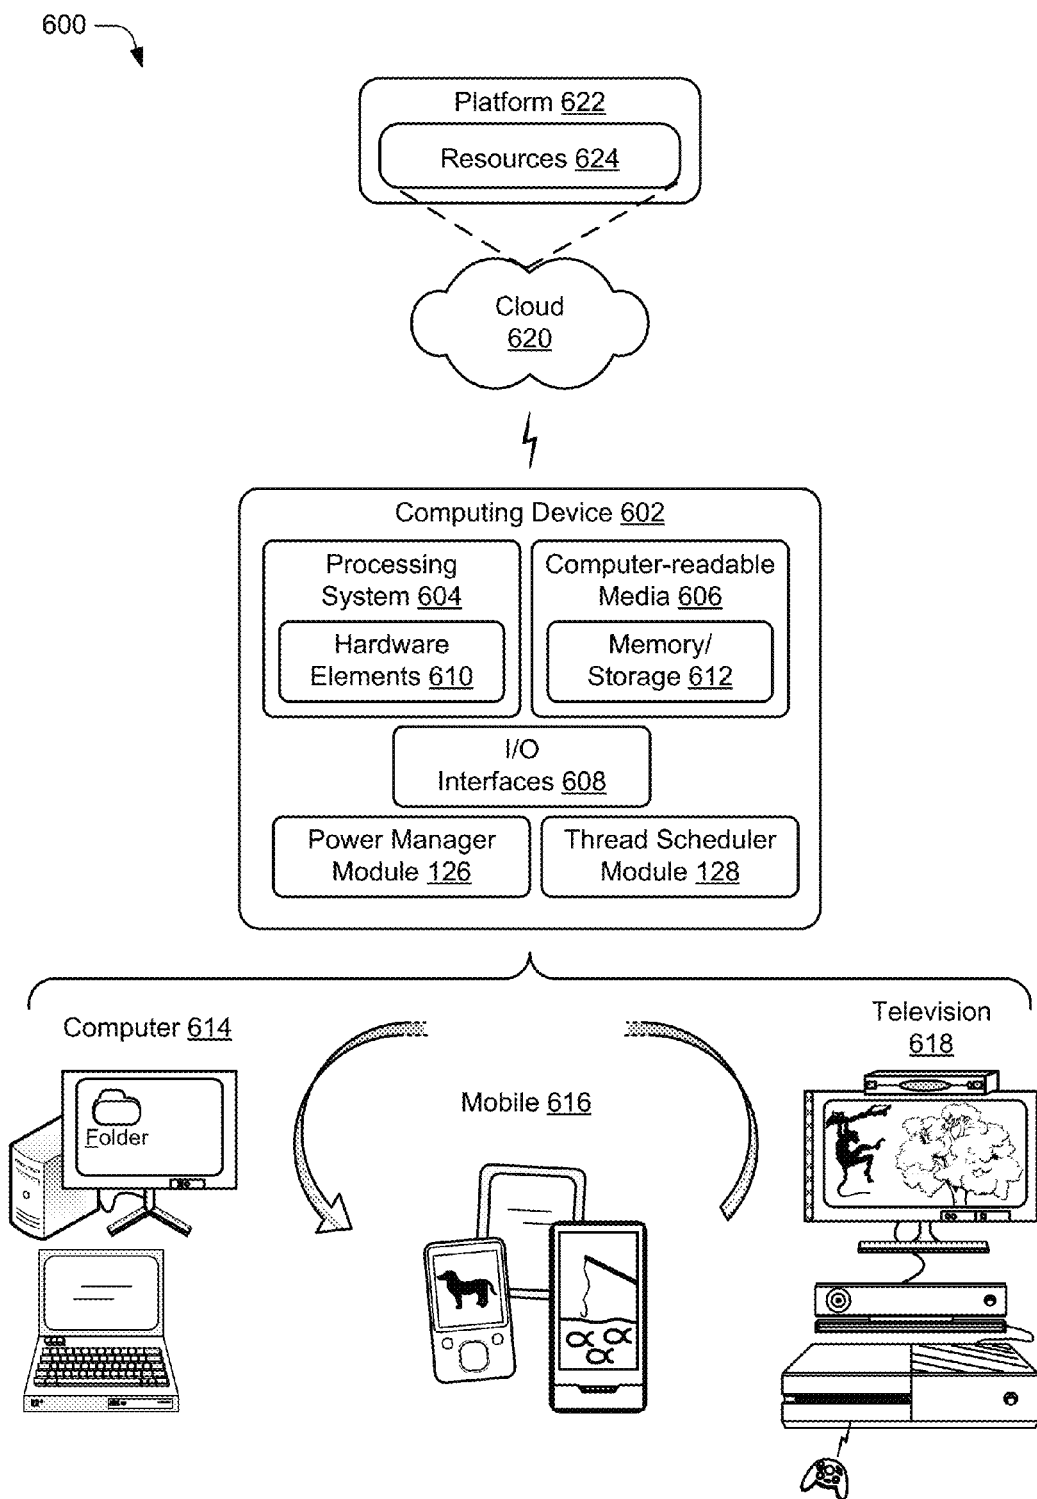 600
Platform 622
Resources 624
Cloud
620
Computing Device 602
Processing
System 604
Hardware
Elements 610
Computer-readable
Media 606
Memory/
Storage 612
I/O
Interfaces 608
Power Manager
Module 126
Thread Scheduler
Module 128
Computer 614
Folder
Mobile 616
Television
618